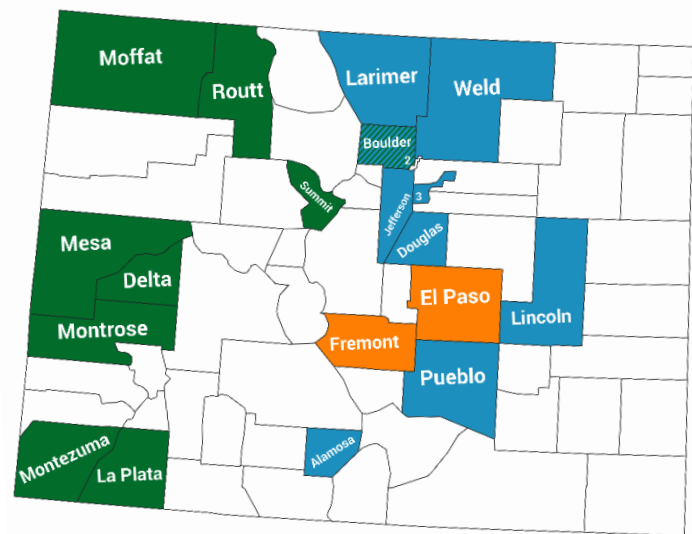 Moffat
Routt
Larimer
Weld
Boulder
2
Summit
Jefferson
3
Douglas
Mesa
Delta
Montrose
El Paso
Lincoln
Fremont
Pueblo
Alamosa
Montezuma
La Plata